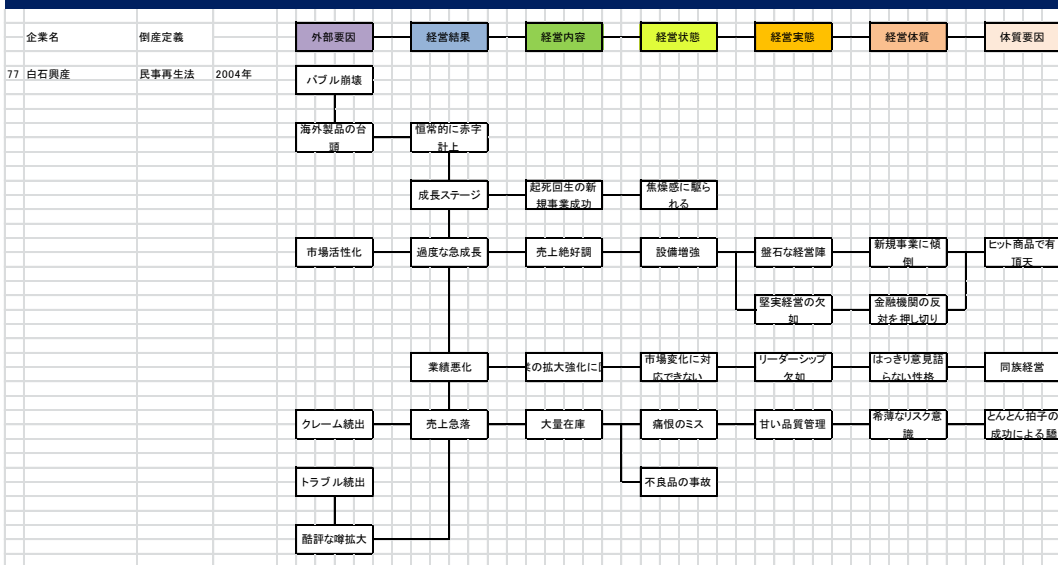 企業名 倒産定義 外部要因 経営結果 経営内容 経営状態 経営実態 経営体質 体質要因
77 白石興産 民事再生法 2004年 バブル崩壊
海外製品の台
頭
恒常的に赤字
計上
成長ステージ
起死回生の新
規事業成功
焦燥感に駆ら
れる
市場活性化 過度な急成長 売上絶好調 設備増強 盤石な経営陣
新規事業に傾
倒
ヒット商品で有
頂天
堅実経営の欠
如
金融機関の反
対を押し切り
業績悪化
の拡大強化に
市場変化に対
応できない
リーダーシップ
欠如
はっきり意見語
らない性格
同族経営
クレーム続出 売上急落 大量在庫 痛恨のミス 甘い品質管理
希薄なリスク意
識
とんとん拍子の
成功による驕
トラブル続出 不良品の事故
酷評な噂拡大